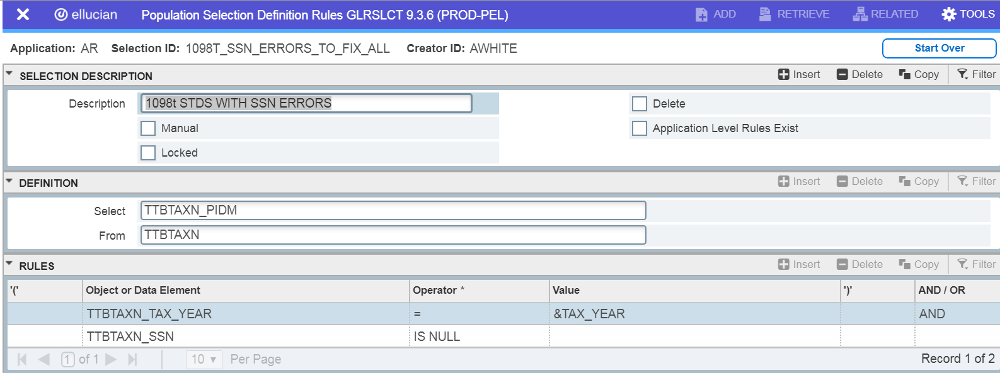 ellucian Population Selection Definition Rules GLRSLCT 9.3.6 (PROD-PEL) ADD RETRIEVE RELATED TOOLS
Application: AR Selection ID: 1098T_SSN_ERRORS_TO_FIX_ALL Creator ID: AWHITE Start Over
SELECTION DESCRIPTION Insert Delete Copy Filter
Description 1098t STDS WITH SSN ERRORS Delete
Manual Application Level Rules Exist
Locked
DEFINITION Insert Delete Copy Filter
Select TTBTAXN_PIDM
From TTBTAXN
RULES Insert Delete Copy Filter
'(' Object or Data Element Operator * Value ')' AND / OR
TTBTAXN_TAX_YEAR = &TAX_YEAR AND
TTBTAXN_SSN IS NULL
1 of 1 10 Per Page Record 1 of 2